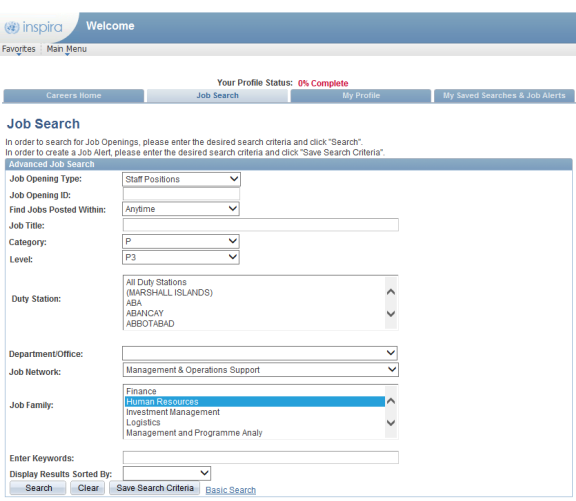 inspira Welcome
Favorites Main Menu
Your Profile Status: 0% Complete
Careers Home Job Search My Profile My Saved Searches & Job Alerts
Job Search
In order to search for Job Openings, please enter the desired search criteria and click "Search".
In order to create a Job Alert, please enter the desired search criteria and click "Save Search Criteria".
Advanced Job Search
Job Opening Type: Staff Positions
Job Opening ID:
Find Jobs Posted Within: Anytime
Job Title:
Category: P
Level: P3
Duty Station:
All Duty Stations
(MARSHALL ISLANDS)
ABA
ABANCAY
ABBOTABAD
Department/Office:
Job Network: Management & Operations Support
Job Family:
Finance
Human Resources
Investment Management
Logistics
Management and Programme Analy
Enter Keywords:
Display Results Sorted By:
Search Clear Save Search Criteria Basic Search